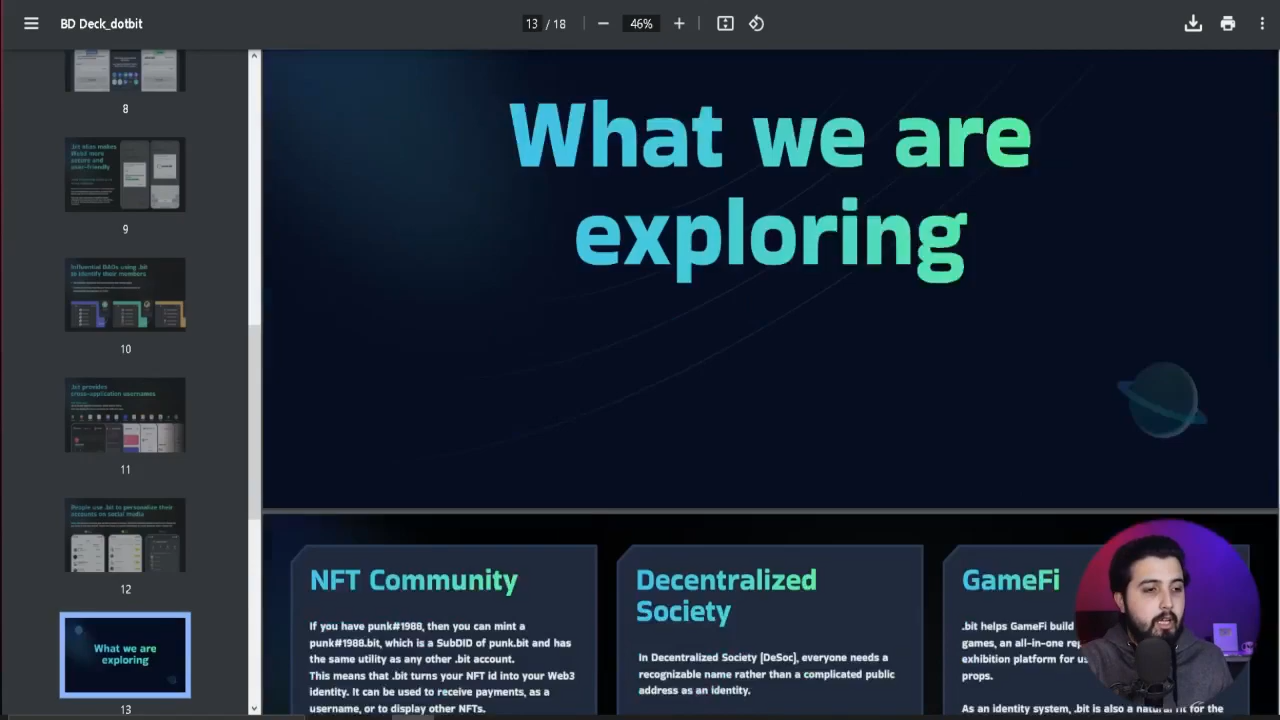 BD Deck_dotbit
13 / 18
46%
8
.bit alias makes
Web3 more
secure and
user-friendly
9
Influential DAOs using .bit
to identify their members
10
.bit provides
cross-application usernames
11
People use .bit to personalize their
accounts on social media
12
What we are
exploring
13
What we are
exploring
NFT Community
If you have punk#1988, then you can mint a
punk#1988.bit, which is a SubDID of punk.bit and has
the same utility as any other .bit account.
This means that .bit turns your NFT id into your Web3
identity. It can be used to receive payments, as a
username, or to display other NFTs.
Decentralized
Society
In Decentralized Society [DeSoc], everyone needs a
recognizable name rather than a complicated public
address as an identity.
GameFi
.bit helps GameFi build
games, an all-in-one
exhibition platform for
props.
As an identity system, .bit is also a natural fit for the